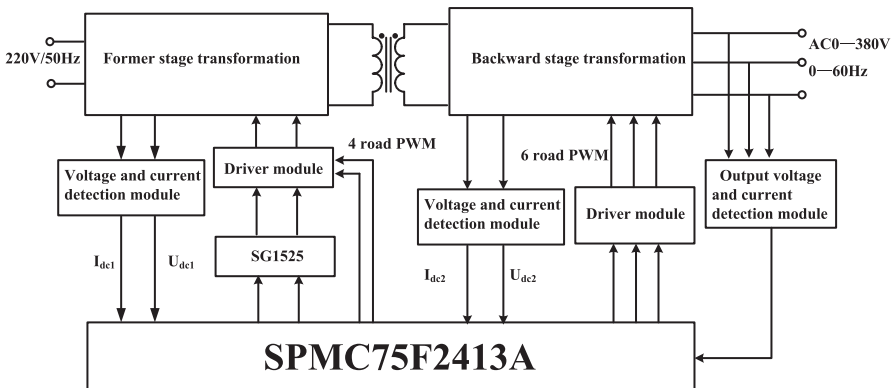 220V/50Hz
Former stage transformation
Backward stage transformation
AC0—380V
0—60Hz
4 road PWM
6 road PWM
Voltage and current
detection module
Driver module
Voltage and current
detection module
Driver module
Output voltage
and current
detection module
SG1525
Idc1
Udc1
Idc2
Udc2
SPMC75F2413A